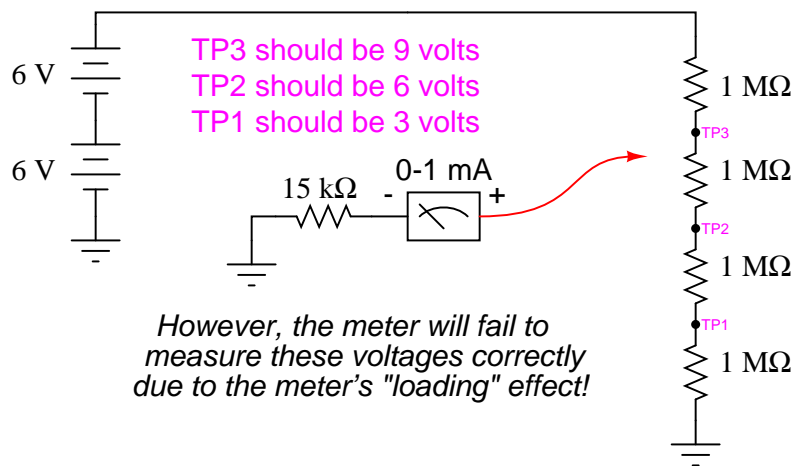 TP3 should be 9 volts
TP2 should be 6 volts
TP1 should be 3 volts
6 V
1 MΩ
TP3
6 V
0-1 mA
1 MΩ
15 kΩ
- +
TP2
1 MΩ
TP1
However, the meter will fail to
measure these voltages correctly
due to the meter's "loading" effect!
1 MΩ